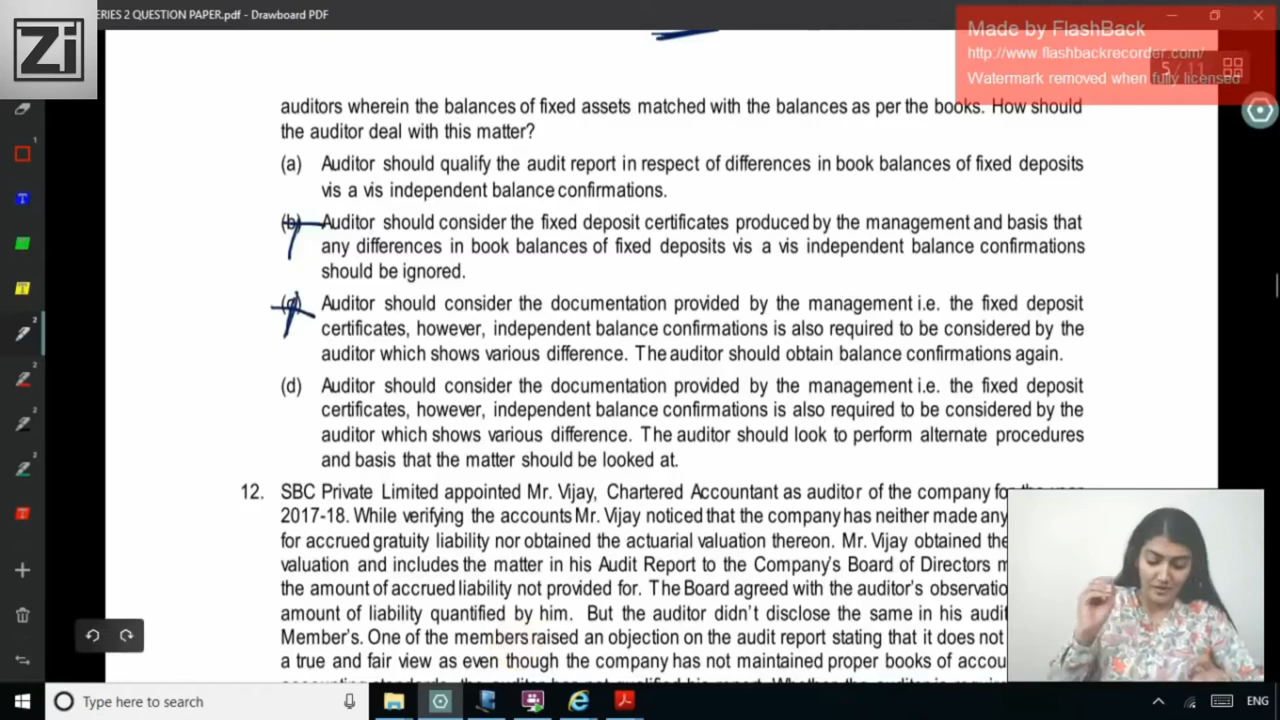 Zi
ERIES 2 QUESTION PAPER.pdf - Drawboard PDF
Made by FlashBack
http://www.flashbackrecorder.com/
Watermark removed when fully licensed
5 / 11
auditors wherein the balances of fixed assets matched with the balances as per the books. How should
the auditor deal with this matter?
(a) Auditor should qualify the audit report in respect of differences in book balances of fixed deposits
vis a vis independent balance confirmations.
(b) Auditor should consider the fixed deposit certificates produced by the management and basis that
any differences in book balances of fixed deposits vis a vis independent balance confirmations
should be ignored.
(c) Auditor should consider the documentation provided by the management i.e. the fixed deposit
certificates, however, independent balance confirmations is also required to be considered by the
auditor which shows various difference. The auditor should obtain balance confirmations again.
(d) Auditor should consider the documentation provided by the management i.e. the fixed deposit
certificates, however, independent balance confirmations is also required to be considered by the
auditor which shows various difference. The auditor should look to perform alternate procedures
and basis that the matter should be looked at.
12. SBC Private Limited appointed Mr. Vijay, Chartered Accountant as auditor of the company for the year
2017-18. While verifying the accounts Mr. Vijay noticed that the company has neither made any
for accrued gratuity liability nor obtained the actuarial valuation thereon. Mr. Vijay obtained the
valuation and includes the matter in his Audit Report to the Company's Board of Directors
the amount of accrued liability not provided for. The Board agreed with the auditor's observatio
amount of liability quantified by him. But the auditor didn't disclose the same in his audit
Member's. One of the members raised an objection on the audit report stating that it does not
a true and fair view as even though the company has not maintained proper books of accou
Type here to search
ENG